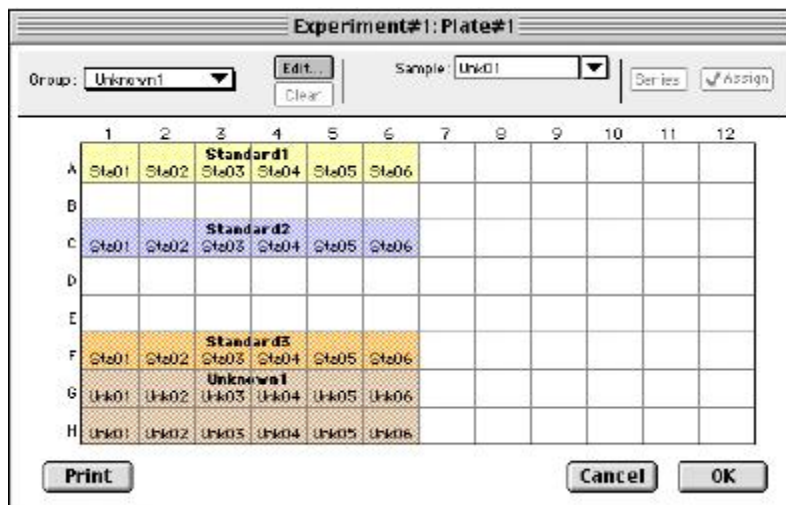 Experiment#1: Plate#1
Group: Unknown1 Edit... Sample: Unk01 Series Assign
Clear
1 2 3 4 5 6 7 8 9 10 11 12
Standard1
A Sta01 Sta02 Sta03 Sta04 Sta05 Sta06
B
Standard2
C Sta01 Sta02 Sta03 Sta04 Sta05 Sta06
D
E
Standard3
F Sta01 Sta02 Sta03 Sta04 Sta05 Sta06
Unknown1
G Unk01 Unk02 Unk03 Unk04 Unk05 Unk06
H Unk01 Unk02 Unk03 Unk04 Unk05 Unk06
Print Cancel OK